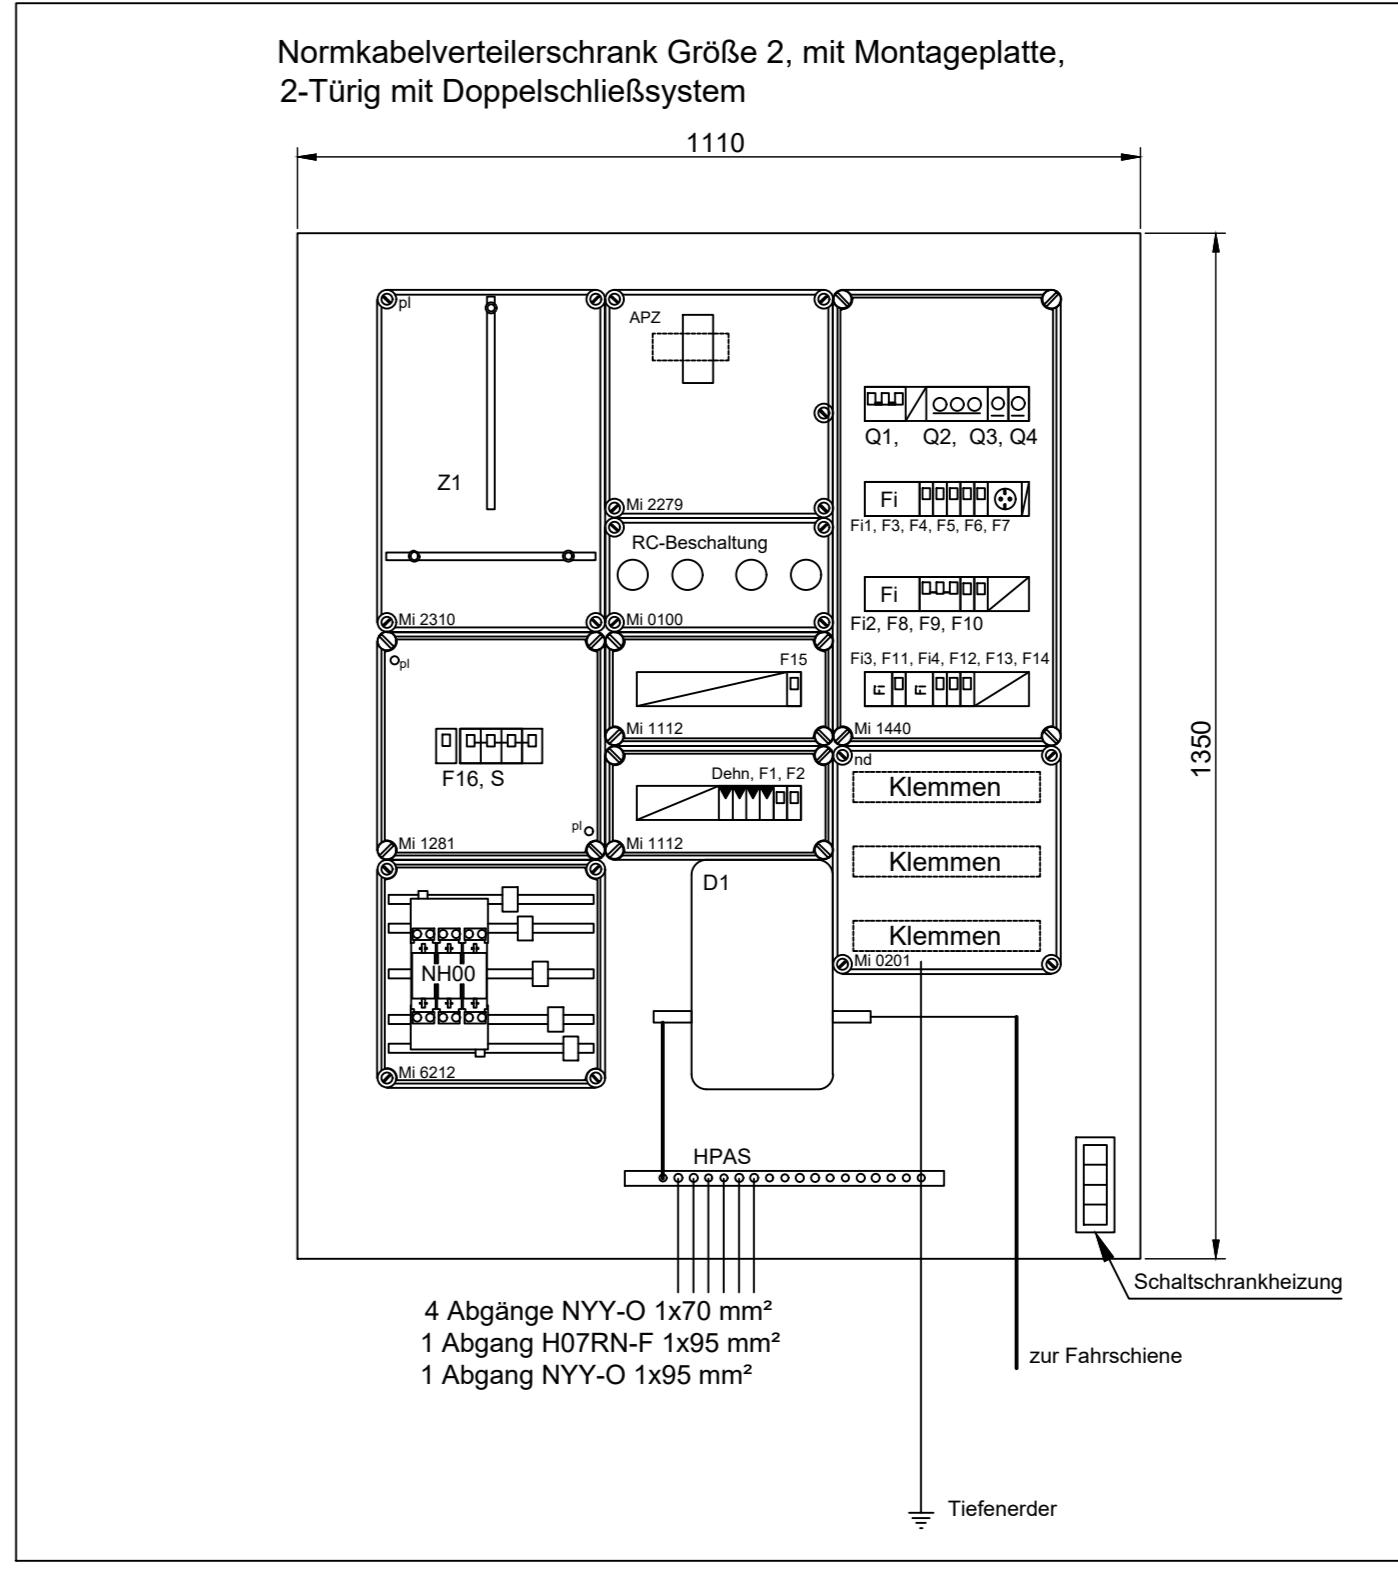 Normkabelverteilerschrank Größe 2, mit Montageplatte,
2-Türig mit Doppelschließsystem
1110
1350
pl
Z1
Mi 2310
APZ
Mi 2279
RC-Beschaltung
Mi 0100
Q1, Q2, Q3, Q4
Fi
Fi1, F3, F4, F5, F6, F7
Fi
Fi2, F8, F9, F10
Fi3, F11, Fi4, F12, F13, F14
Fi
Fi
Mi 1440
pl
F16, S
pl
Mi 1281
F15
Mi 1112
Dehn, F1, F2
Mi 1112
nd
Klemmen
Klemmen
Klemmen
Mi 0201
NH00
Mi 6212
D1
HPAS
Schaltschrankheizung
4 Abgänge NYY-O 1x70 mm²
1 Abgang H07RN-F 1x95 mm²
1 Abgang NYY-O 1x95 mm²
zur Fahrschiene
Tiefenerder